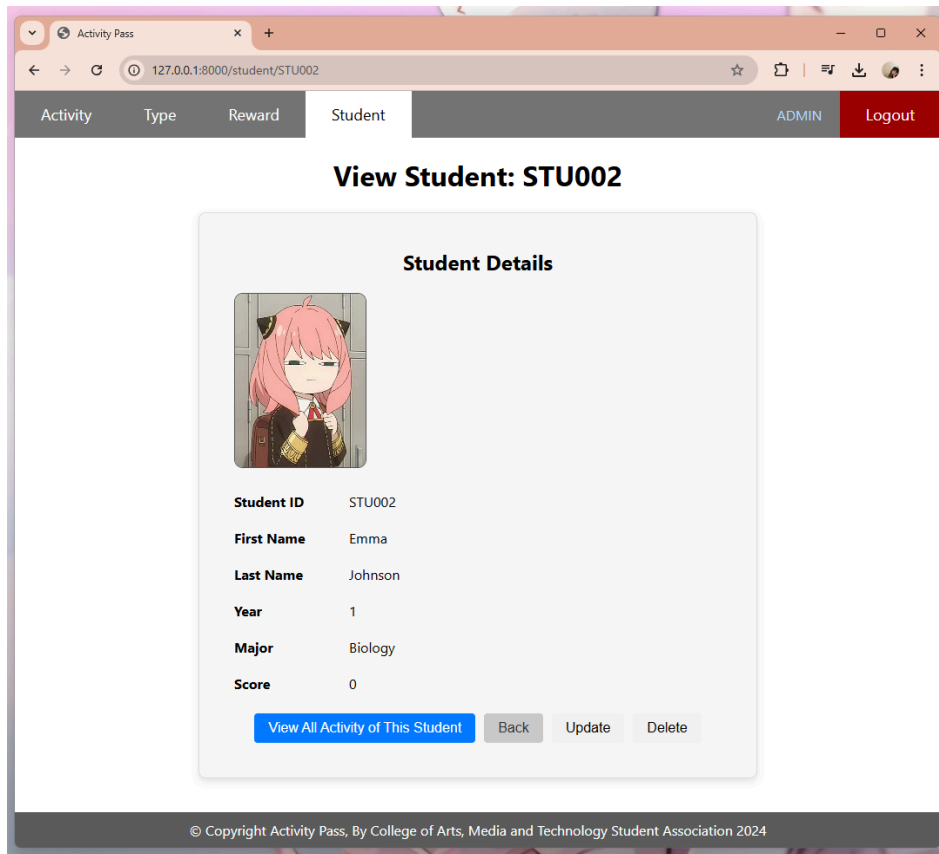 Activity Pass
127.0.0.1:8000/student/STU002
Activity Type Reward Student ADMIN Logout
View Student: STU002
Student Details
Student ID STU002
First Name Emma
Last Name Johnson
Year 1
Major Biology
Score 0
View All Activity of This Student Back Update Delete
© Copyright Activity Pass, By College of Arts, Media and Technology Student Association 2024